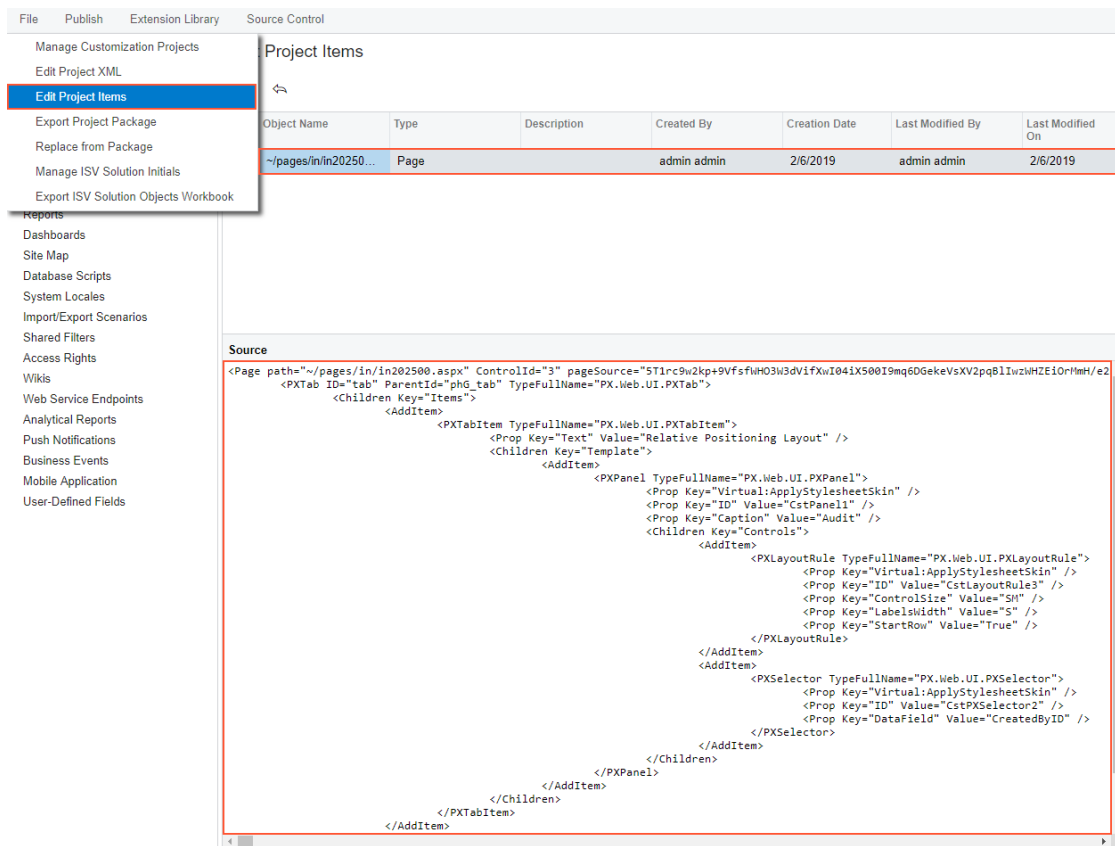 File Publish Extension Library Source Control
Manage Customization Projects
Edit Project XML
Edit Project Items
Export Project Package
Replace from Package
Manage ISV Solution Initials
Export ISV Solution Objects Workbook
Project Items
Object Name Type Description Created By Creation Date Last Modified By Last Modified On
~/pages/in/in20250... Page admin admin 2/6/2019 admin admin 2/6/2019
Reports
Dashboards
Site Map
Database Scripts
System Locales
Import/Export Scenarios
Shared Filters
Access Rights
Wikis
Web Service Endpoints
Analytical Reports
Push Notifications
Business Events
Mobile Application
User-Defined Fields
Source
<Page path="~/pages/in/in202500.aspx" ControlId="3" pageSource="5T1rc9w2kp+9VfsfWHO3W3dVifXwI04iX500I9mq6DGekeVsXV2pqBlIwzWHZEiOrMmH/e2
<PXTab ID="tab" ParentId="phG_tab" TypeFullName="PX.Web.UI.PXTab">
<Children Key="Items">
<AddItem>
<PXTabItem TypeFullName="PX.Web.UI.PXTabItem">
<Prop Key="Text" Value="Relative Positioning Layout" />
<Children Key="Template">
<AddItem>
<PXPanel TypeFullName="PX.Web.UI.PXPanel">
<Prop Key="Virtual:ApplyStylesheetSkin" />
<Prop Key="ID" Value="CstPanel1" />
<Prop Key="Caption" Value="Audit" />
<Children Key="Controls">
<AddItem>
<PXLayoutRule TypeFullName="PX.Web.UI.PXLayoutRule">
<Prop Key="Virtual:ApplyStylesheetSkin" />
<Prop Key="ID" Value="CstLayoutRule3" />
<Prop Key="ControlSize" Value="SM" />
<Prop Key="LabelsWidth" Value="S" />
<Prop Key="StartRow" Value="True" />
</PXLayoutRule>
</AddItem>
<AddItem>
<PXSelector TypeFullName="PX.Web.UI.PXSelector">
<Prop Key="Virtual:ApplyStylesheetSkin" />
<Prop Key="ID" Value="CstPXSelector2" />
<Prop Key="DataField" Value="CreatedByID" />
</PXSelector>
</AddItem>
</Children>
</PXPanel>
</AddItem>
</Children>
</PXTabItem>
</AddItem>